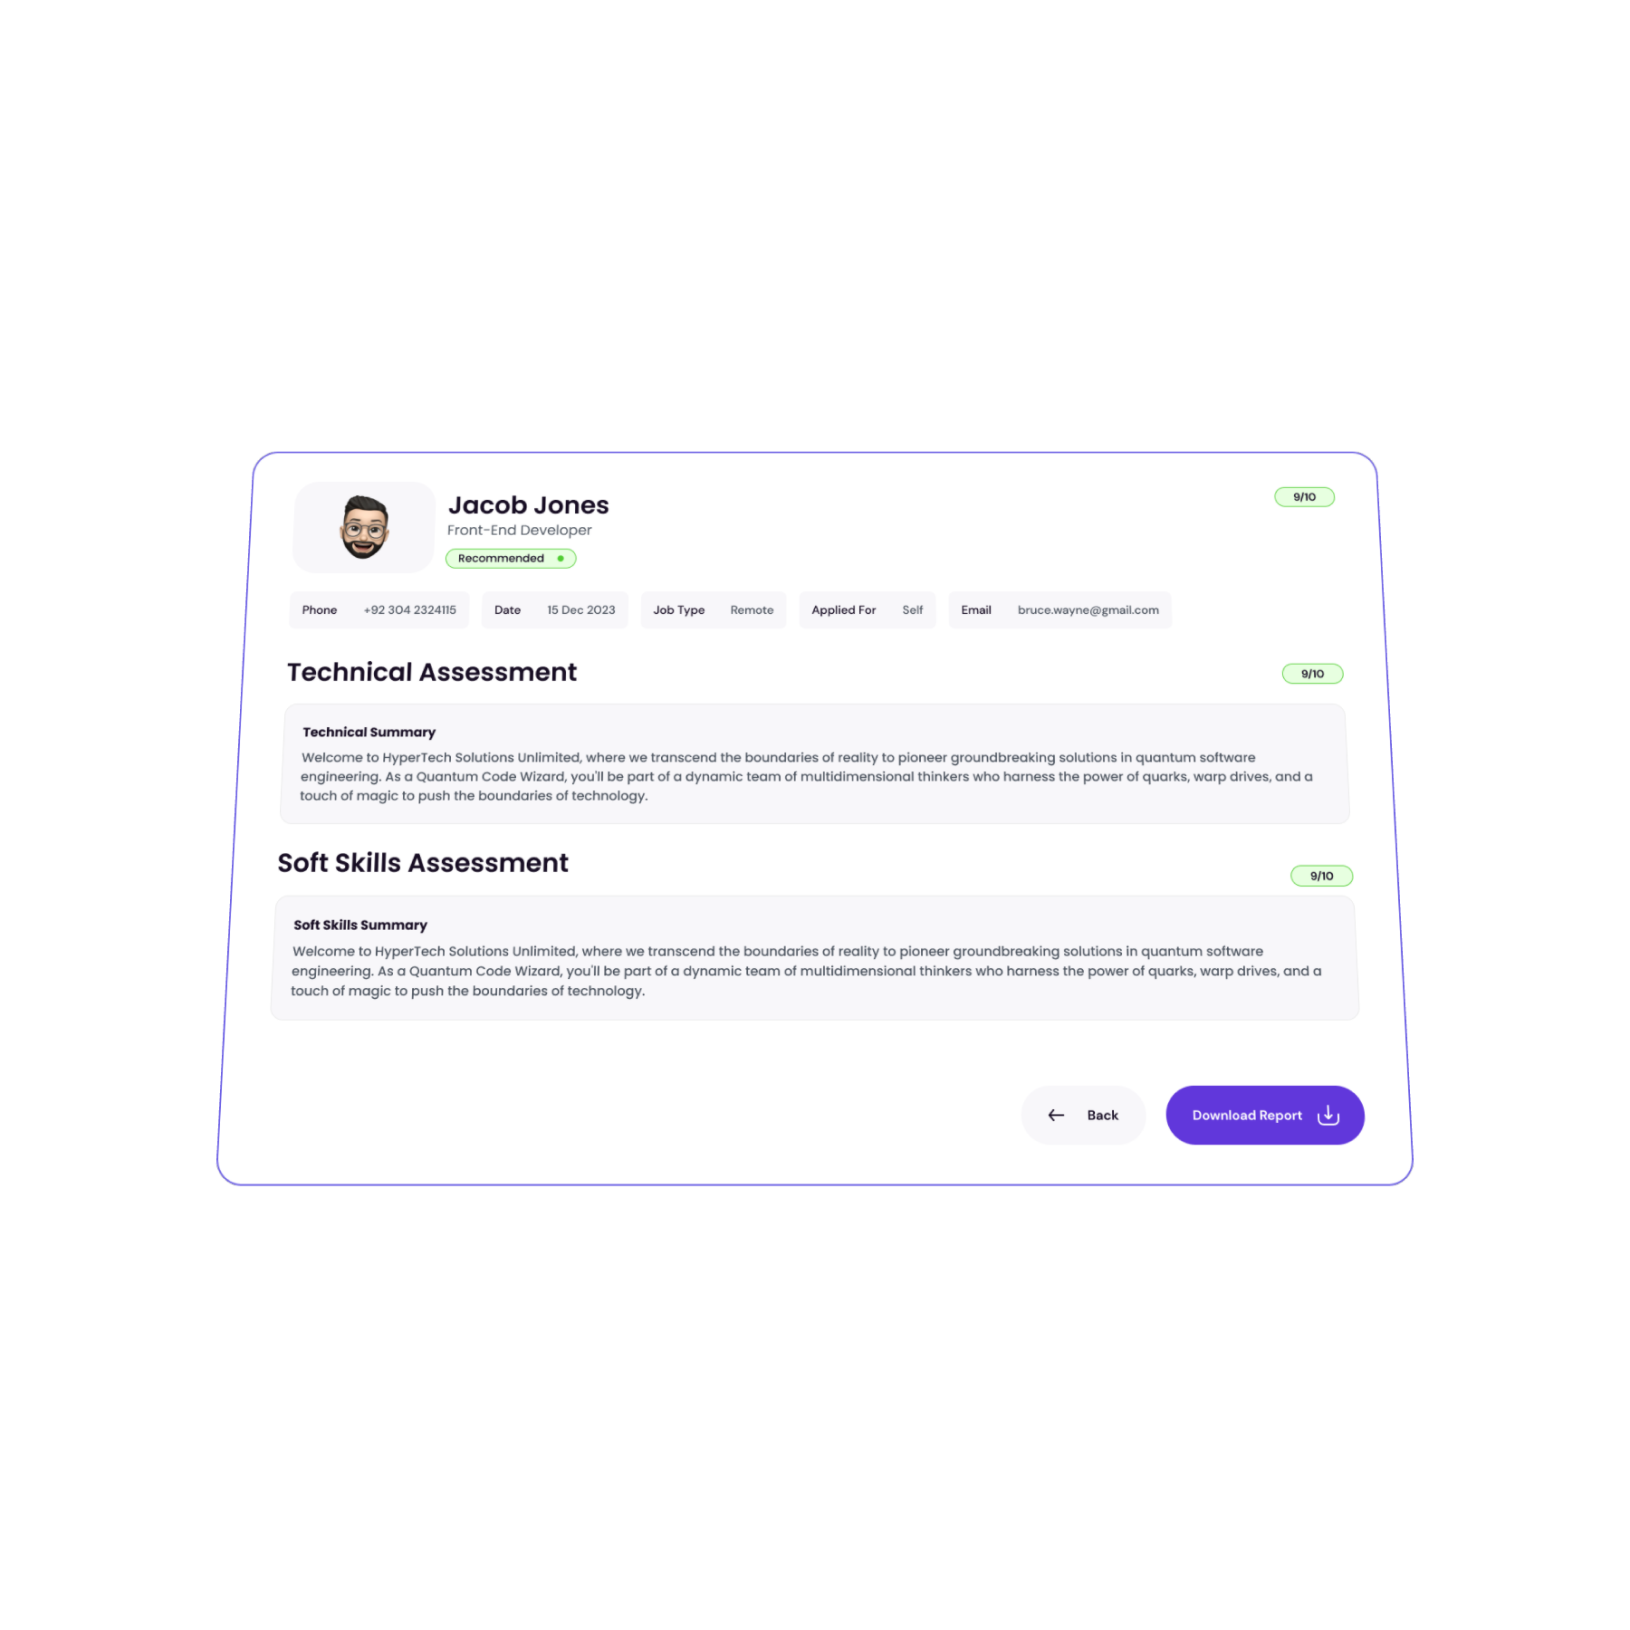 Jacob Jones
9/10
Front-End Developer
Recommended
Phone +92 304 2324115 Date 15 Dec 2023 Job Type Remote Applied For Self Email bruce.wayne@gmail.com
Technical Assessment
9/10
Technical Summary
Welcome to HyperTech Solutions Unlimited, where we transcend the boundaries of reality to pioneer groundbreaking solutions in quantum software
engineering. As a Quantum Code Wizard, you'll be part of a dynamic team of multidimensional thinkers who harness the power of quarks, warp drives, and a
touch of magic to push the boundaries of technology.
Soft Skills Assessment
9/10
Soft Skills Summary
Welcome to HyperTech Solutions Unlimited, where we transcend the boundaries of reality to pioneer groundbreaking solutions in quantum software
engineering. As a Quantum Code Wizard, you'll be part of a dynamic team of multidimensional thinkers who harness the power of quarks, warp drives, and a
touch of magic to push the boundaries of technology.
Back Download Report